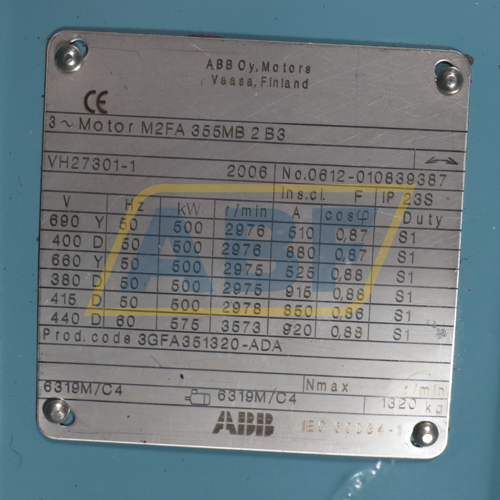 ABB Oy, Motors
Vaasa, Finland
CE
3~Motor M2FA 355MB 2 B3
VH27301-1 2006 No.0612-010839387
Ins.cl. F IP 23S
V Hz kW r/min A cosφ Duty
690 Y 50 500 2976 510 0,87 S1
400 D 50 500 2976 880 0,87 S1
660 Y 50 500 2975 525 0,88 S1
380 D 50 500 2975 915 0,88 S1
415 D 50 500 2978 850 0,86 S1
440 D 60 575 3573 920 0,88 S1
Prod. code 3GFA351320-ADA
Nmax r/min
6319M/C4 6319M/C4 1320 kg
ABB IEC 60034-1